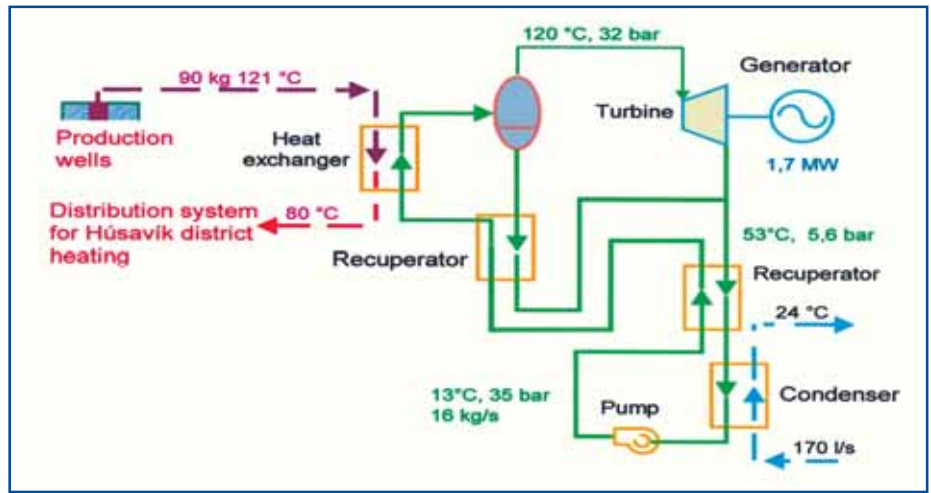 120 °C, 32 bar
Generator
90 kg 121 °C
Turbine
Production
wells
Heat
exchanger
1,7 MW
Distribution system
for Húsavík district
heating
80 °C
53°C, 5,6 bar
Recuperator
Recuperator
24 °C
13°C, 35 bar
16 kg/s
Pump
Condenser
170 l/s